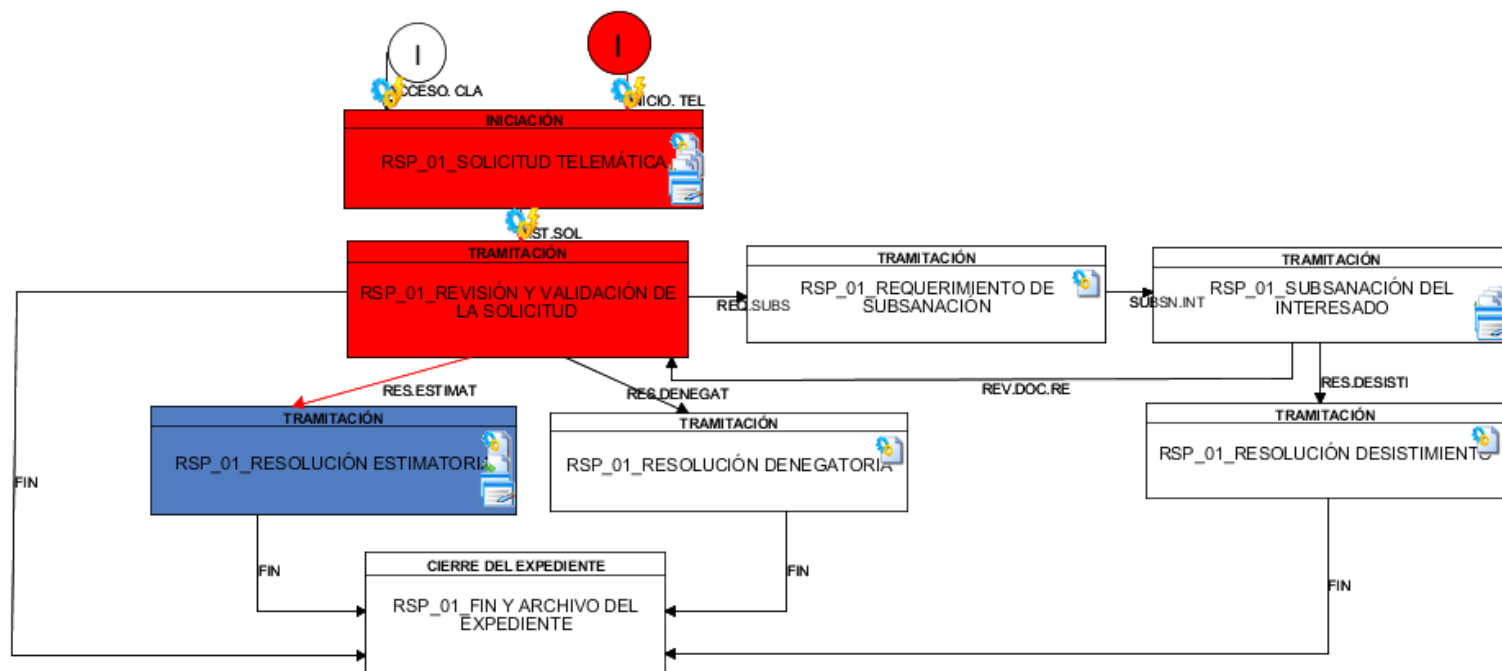 I
I
CCESO. CLA
NICIO. TEL
INICIACIÓN
RSP_01_SOLICITUD TELEMÁTICA
ST.SOL
TRAMITACIÓN
RSP_01_REVISIÓN Y VALIDACIÓN DE
LA SOLICITUD
REQ.SUBS
TRAMITACIÓN
RSP_01_REQUERIMIENTO DE
SUBSANACIÓN
SUBSN.INT
TRAMITACIÓN
RSP_01_SUBSANACIÓN DEL
INTERESADO
RES.ESTIMAT
RES.DENEGAT
REV.DOC.RE
RES.DESISTI
TRAMITACIÓN
RSP_01_RESOLUCIÓN ESTIMATORIA
TRAMITACIÓN
RSP_01_RESOLUCIÓN DENEGATORIA
TRAMITACIÓN
RSP_01_RESOLUCIÓN DESISTIMIENTO
FIN
FIN
FIN
FIN
CIERRE DEL EXPEDIENTE
RSP_01_FIN Y ARCHIVO DEL
EXPEDIENTE